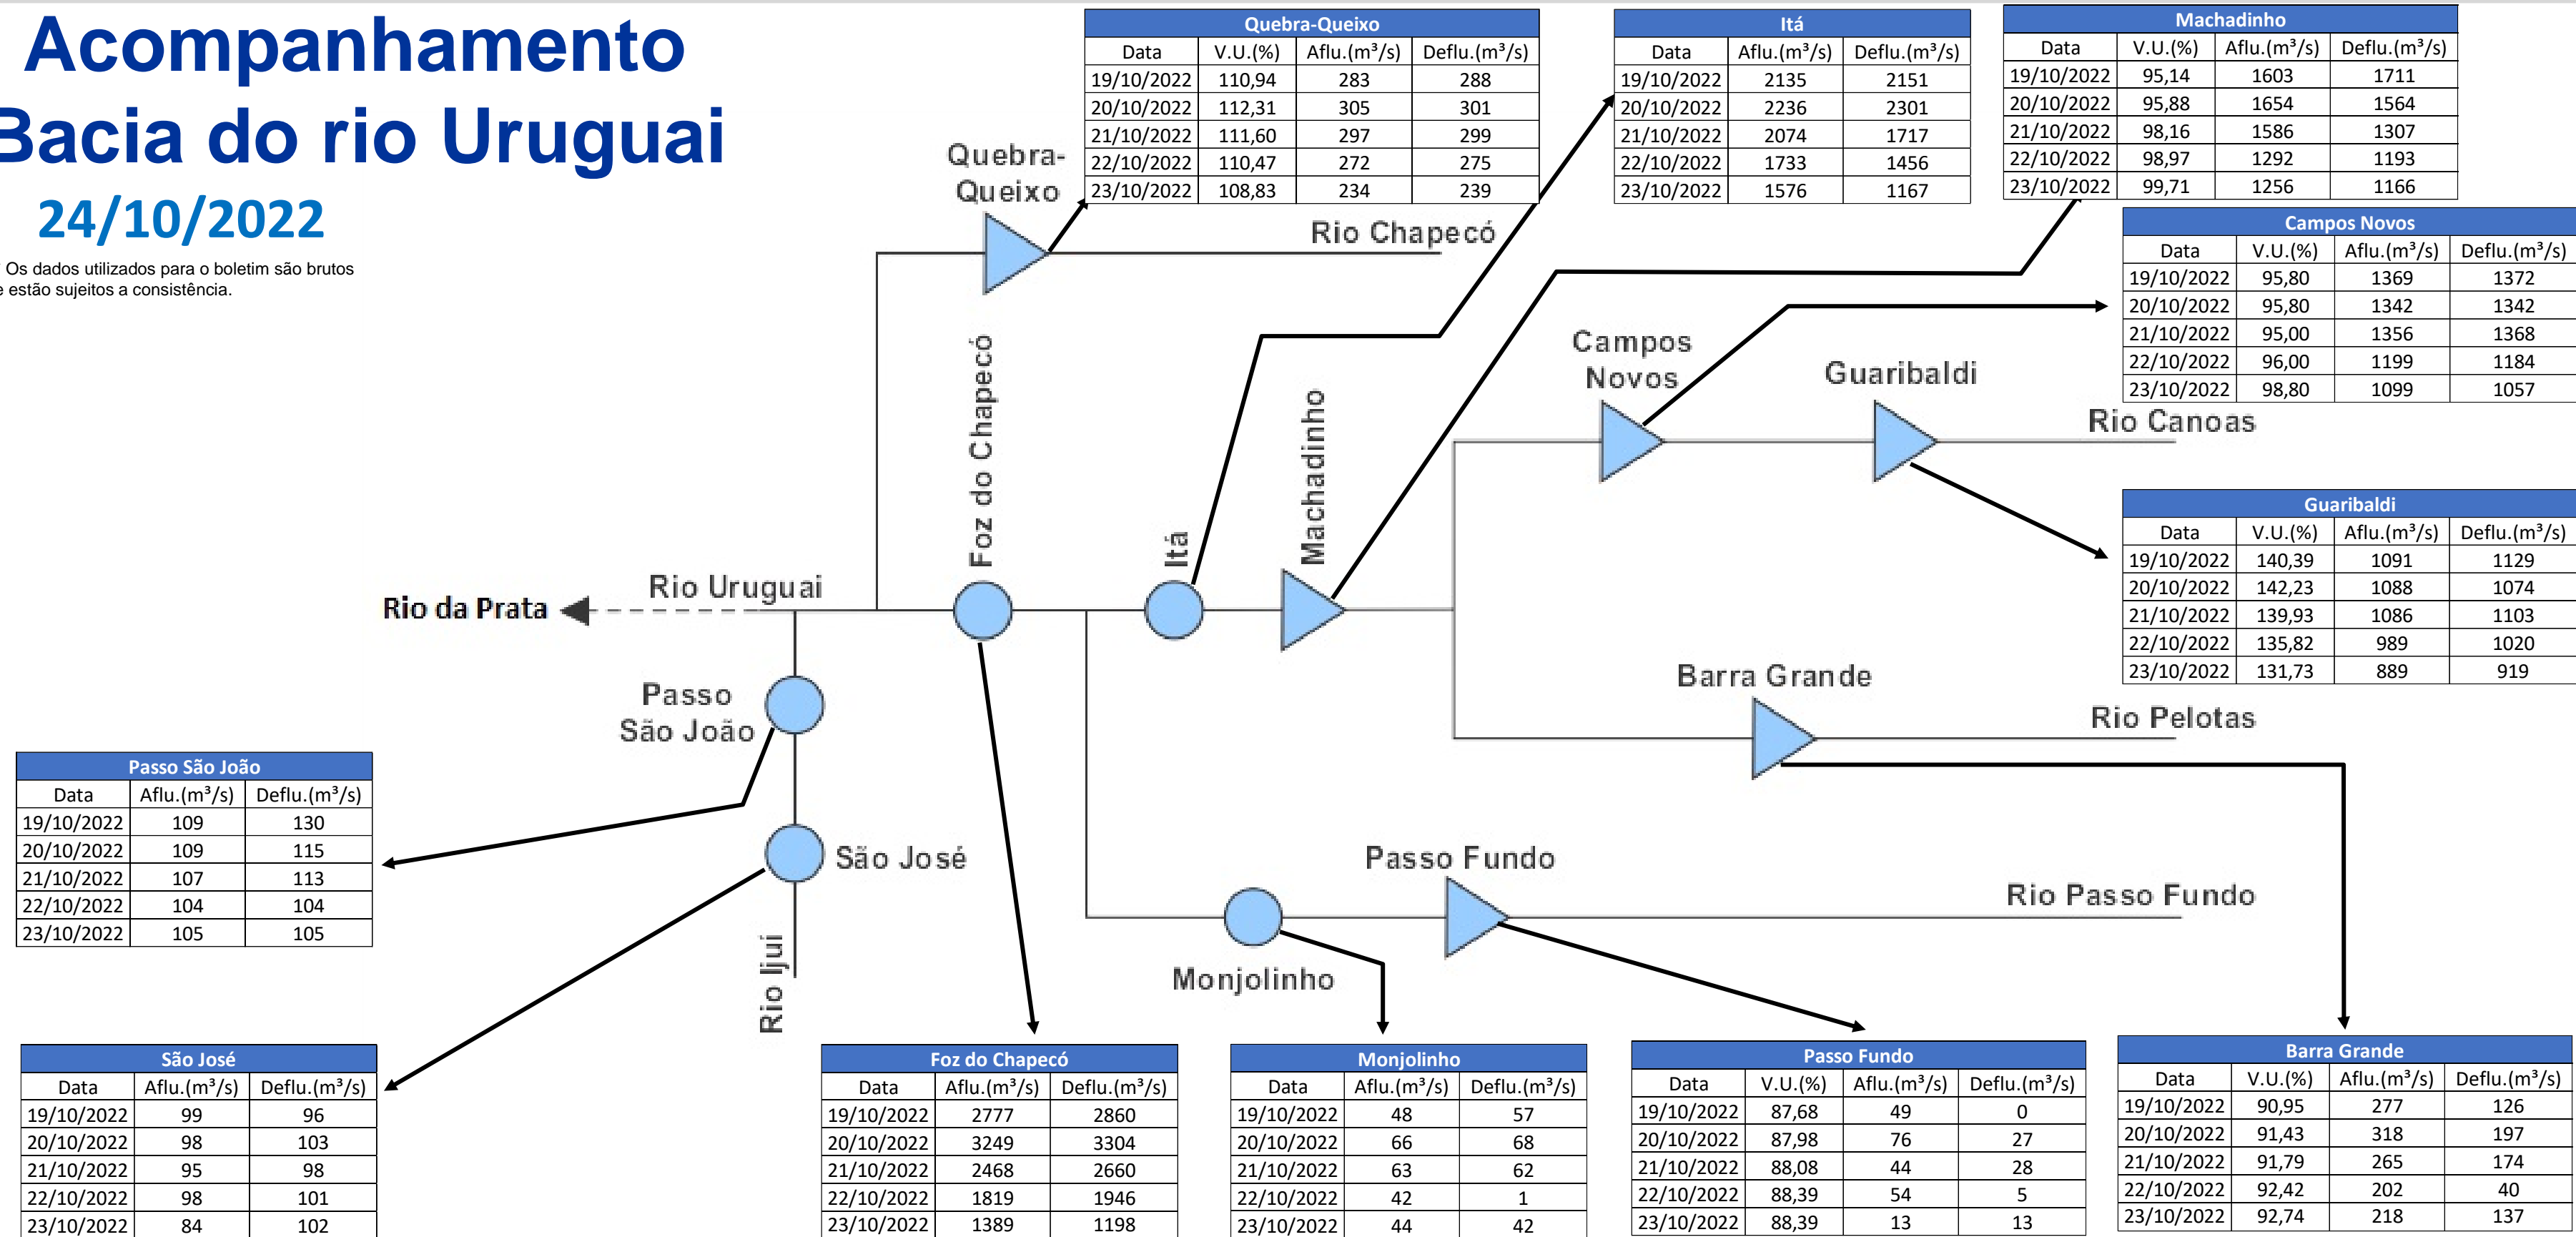 Acompanhamento
Bacia do rio Uruguai
24/10/2022
Os dados utilizados para o boletim são brutos
e estão sujeitos a consistência.
Quebra-Queixo
Data V.U.(%) Aflu.(m³/s) Deflu.(m³/s)
19/10/2022 110,94 283 288
20/10/2022 112,31 305 301
21/10/2022 111,60 297 299
22/10/2022 110,47 272 275
23/10/2022 108,83 234 239
Itá
Data Aflu.(m³/s) Deflu.(m³/s)
19/10/2022 2135 2151
20/10/2022 2236 2301
21/10/2022 2074 1717
22/10/2022 1733 1456
23/10/2022 1576 1167
Machadinho
Data V.U.(%) Aflu.(m³/s) Deflu.(m³/s)
19/10/2022 95,14 1603 1711
20/10/2022 95,88 1654 1564
21/10/2022 98,16 1586 1307
22/10/2022 98,97 1292 1193
23/10/2022 99,71 1256 1166
Campos Novos
Data V.U.(%) Aflu.(m³/s) Deflu.(m³/s)
19/10/2022 95,80 1369 1372
20/10/2022 95,80 1342 1342
21/10/2022 95,00 1356 1368
22/10/2022 96,00 1199 1184
23/10/2022 98,80 1099 1057
Guaribaldi
Data V.U.(%) Aflu.(m³/s) Deflu.(m³/s)
19/10/2022 140,39 1091 1129
20/10/2022 142,23 1088 1074
21/10/2022 139,93 1086 1103
22/10/2022 135,82 989 1020
23/10/2022 131,73 889 919
Quebra-
Queixo
Rio Chapecó
Foz do Chapecó
Itá
Machadinho
Campos
Novos
Guaribaldi
Rio Canoas
Rio Uruguai
Rio da Prata
Barra Grande
Rio Pelotas
Passo
São João
São José
Rio Ijuí
Passo Fundo
Rio Passo Fundo
Monjolinho
Passo São João
Data Aflu.(m³/s) Deflu.(m³/s)
19/10/2022 109 130
20/10/2022 109 115
21/10/2022 107 113
22/10/2022 104 104
23/10/2022 105 105
São José
Data Aflu.(m³/s) Deflu.(m³/s)
19/10/2022 99 96
20/10/2022 98 103
21/10/2022 95 98
22/10/2022 98 101
23/10/2022 84 102
Foz do Chapecó
Data Aflu.(m³/s) Deflu.(m³/s)
19/10/2022 2777 2860
20/10/2022 3249 3304
21/10/2022 2468 2660
22/10/2022 1819 1946
23/10/2022 1389 1198
Monjolinho
Data Aflu.(m³/s) Deflu.(m³/s)
19/10/2022 48 57
20/10/2022 66 68
21/10/2022 63 62
22/10/2022 42 1
23/10/2022 44 42
Passo Fundo
Data V.U.(%) Aflu.(m³/s) Deflu.(m³/s)
19/10/2022 87,68 49 0
20/10/2022 87,98 76 27
21/10/2022 88,08 44 28
22/10/2022 88,39 54 5
23/10/2022 88,39 13 13
Barra Grande
Data V.U.(%) Aflu.(m³/s) Deflu.(m³/s)
19/10/2022 90,95 277 126
20/10/2022 91,43 318 197
21/10/2022 91,79 265 174
22/10/2022 92,42 202 40
23/10/2022 92,74 218 137